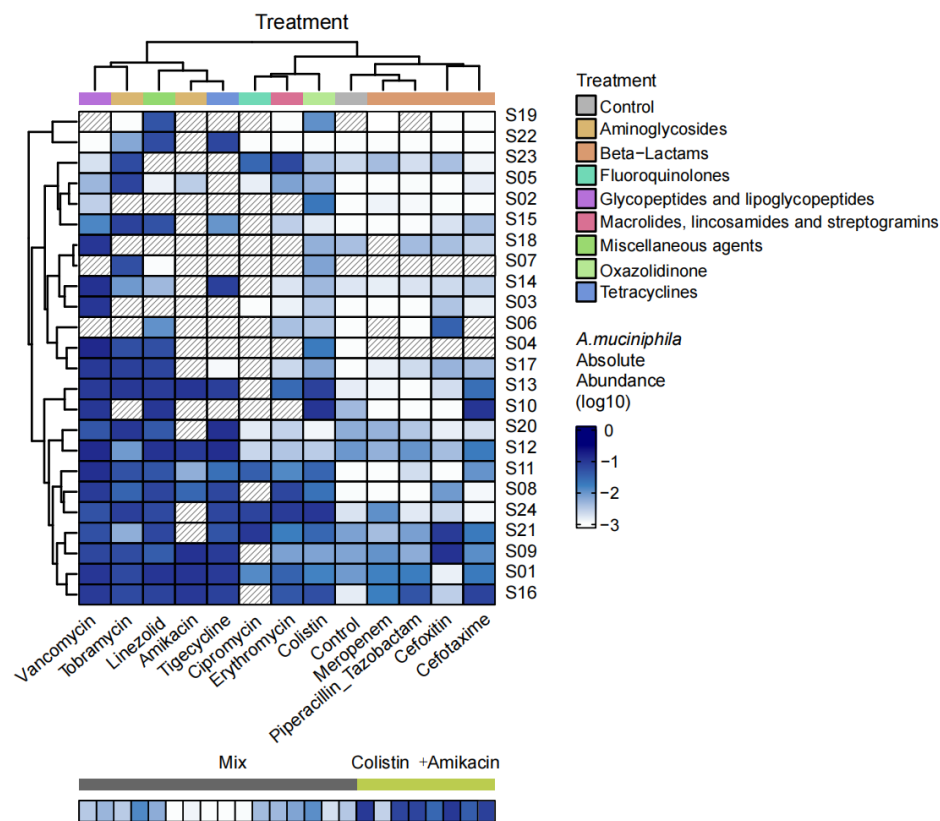 Treatment
S19
S22
S23
S05
S02
S15
S18
S07
S14
S03
S06
S04
S17
S13
S10
S20
S12
S11
S08
S24
S21
S09
S01
S16
Vancomycin
Tobramycin
Linezolid
Amikacin
Tigecycline
Cipromycin
Erythromycin
Colistin
Control
Meropenem
Piperacillin_Tazobactam
Cefoxitin
Cefotaxime
Treatment
Control
Aminoglycosides
Beta-Lactams
Fluoroquinolones
Glycopeptides and lipoglycopeptides
Macrolides, lincosamides and streptogramins
Miscellaneous agents
Oxazolidinone
Tetracyclines
A.muciniphila
Absolute
Abundance
(log10)
0
−1
−2
−3
Mix
Colistin +Amikacin